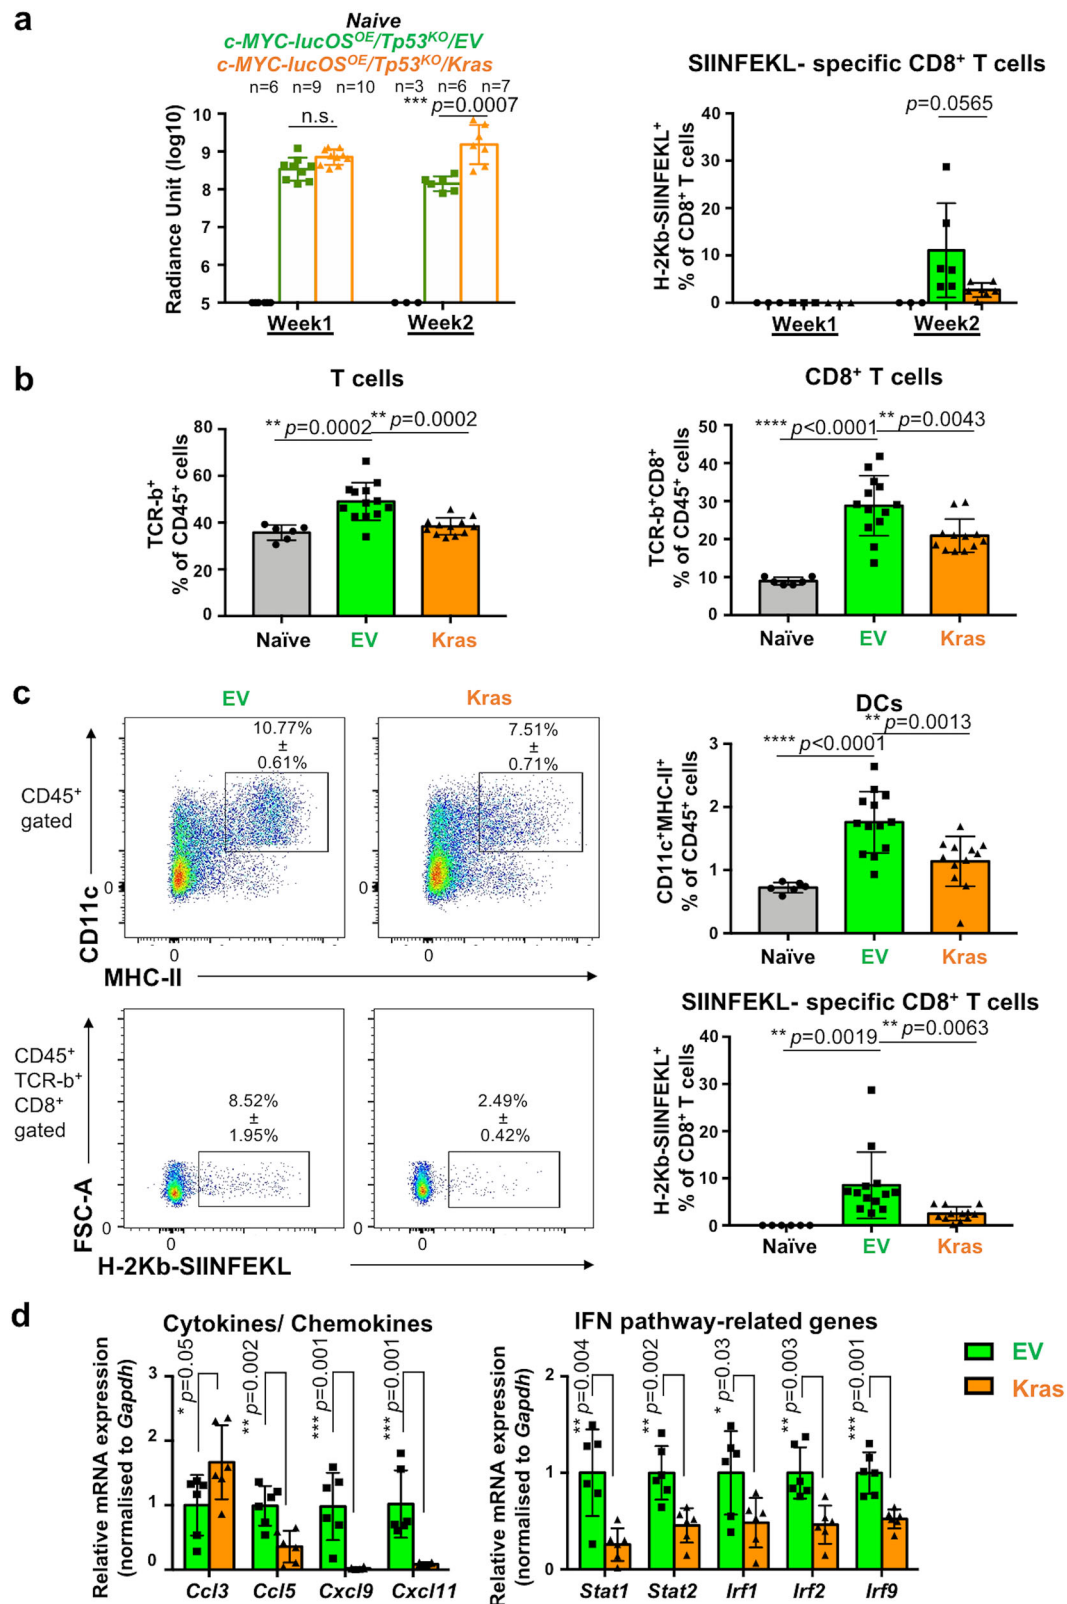 a
Naive
c-MYC-lucOS^OE/Tp53^KO/EV
c-MYC-lucOS^OE/Tp53^KO/Kras
n=6 n=9 n=10 n=3 n=6 n=7
*** p=0.0007
n.s.
Radiance Unit (log10)
10
9
8
7
6
5
Week1 Week2
SIINFEKL- specific CD8+ T cells
p=0.0565
H-2Kb-SIINFEKL+
% of CD8+ T cells
40
30
20
10
0
Week1 Week2
b
T cells
** p=0.0002 ** p=0.0002
TCR-b+
% of CD45+ cells
80
60
40
20
0
Naïve EV Kras
CD8+ T cells
**** p<0.0001 ** p=0.0043
TCR-b+CD8+
% of CD45+ cells
50
40
30
20
10
0
Naïve EV Kras
c
EV Kras
CD45+
gated
10.77%
±
0.61%
7.51%
±
0.71%
0 0
0 0
CD11c
MHC-II
DCs
** p=0.0013
**** p<0.0001
CD11c+MHC-II+
% of CD45+ cells
3
2
1
0
Naïve EV Kras
CD45+
TCR-b+
CD8+
gated
8.52%
±
1.95%
2.49%
±
0.42%
0 0
0 0
FSC-A
H-2Kb-SIINFEKL
SIINFEKL- specific CD8+ T cells
** p=0.0019 ** p=0.0063
H-2Kb-SIINFEKL+
% of CD8+ T cells
40
30
20
10
0
Naïve EV Kras
d
Cytokines/ Chemokines
* p=0.05
** p=0.002
*** p=0.001
*** p=0.001
Relative mRNA expression
(normalised to Gapdh)
3
2
1
0
Ccl3 Ccl5 Cxcl9 Cxcl11
IFN pathway-related genes
** p=0.004
** p=0.002
* p=0.03
** p=0.003
*** p=0.001
Relative mRNA expression
(normalised to Gapdh)
2
1
0
Stat1 Stat2 Irf1 Irf2 Irf9
EV
Kras